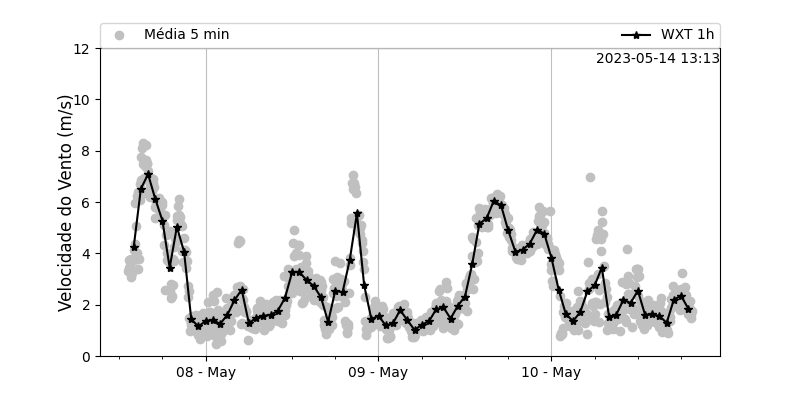 Média 5 min
WXT 1h
2023-05-14 13:13
Velocidade do Vento (m/s)
12
10
8
6
4
2
0
08 - May
09 - May
10 - May